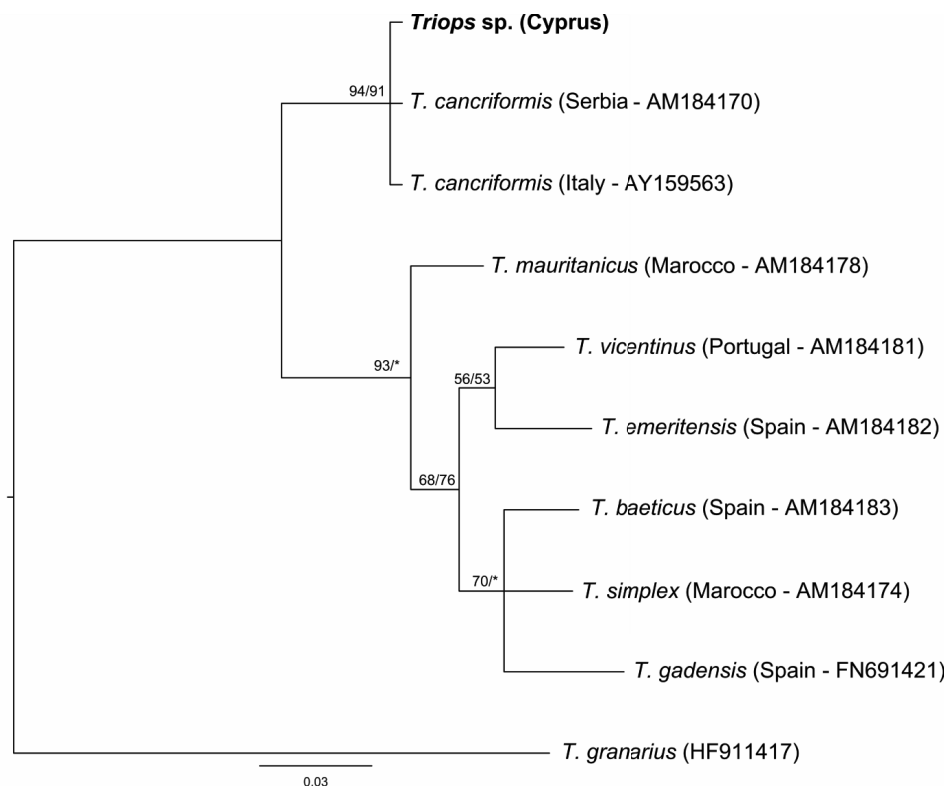 Triops sp. (Cyprus)
94/91
T. cancriformis (Serbia - AM184170)
T. cancriformis (Italy - AY159563)
T. mauritanicus (Marocco - AM184178)
T. vicentinus (Portugal - AM184181)
93/*
56/53
T. emeritensis (Spain - AM184182)
68/76
T. baeticus (Spain - AM184183)
70/*
T. simplex (Marocco - AM184174)
T. gadensis (Spain - FN691421)
T. granarius (HF911417)
0.03